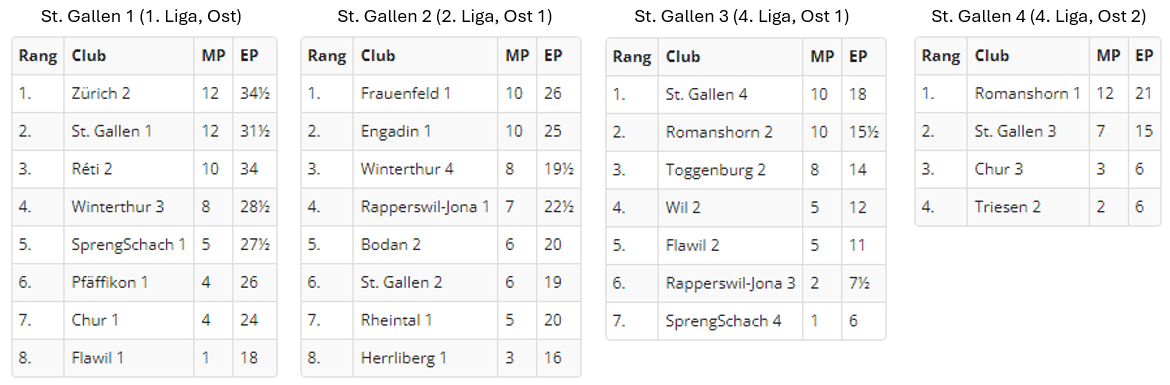 St. Gallen 1 (1. Liga, Ost)
Rang Club MP EP
1. Zürich 2 12 34½
2. St. Gallen 1 12 31½
3. Réti 2 10 34
4. Winterthur 3 8 28½
5. SprengSchach 1 5 27½
6. Pfäffikon 1 4 26
7. Chur 1 4 24
8. Flawil 1 1 18
St. Gallen 2 (2. Liga, Ost 1)
Rang Club MP EP
1. Frauenfeld 1 10 26
2. Engadin 1 10 25
3. Winterthur 4 8 19½
4. Rapperswil-Jona 1 7 22½
5. Bodan 2 6 20
6. St. Gallen 2 6 19
7. Rheintal 1 5 20
8. Herrliberg 1 3 16
St. Gallen 3 (4. Liga, Ost 1)
Rang Club MP EP
1. St. Gallen 4 10 18
2. Romanshorn 2 10 15½
3. Toggenburg 2 8 14
4. Wil 2 5 12
5. Flawil 2 5 11
6. Rapperswil-Jona 3 2 7½
7. SprengSchach 4 1 6
St. Gallen 4 (4. Liga, Ost 2)
Rang Club MP EP
1. Romanshorn 1 12 21
2. St. Gallen 3 7 15
3. Chur 3 3 6
4. Triesen 2 2 6